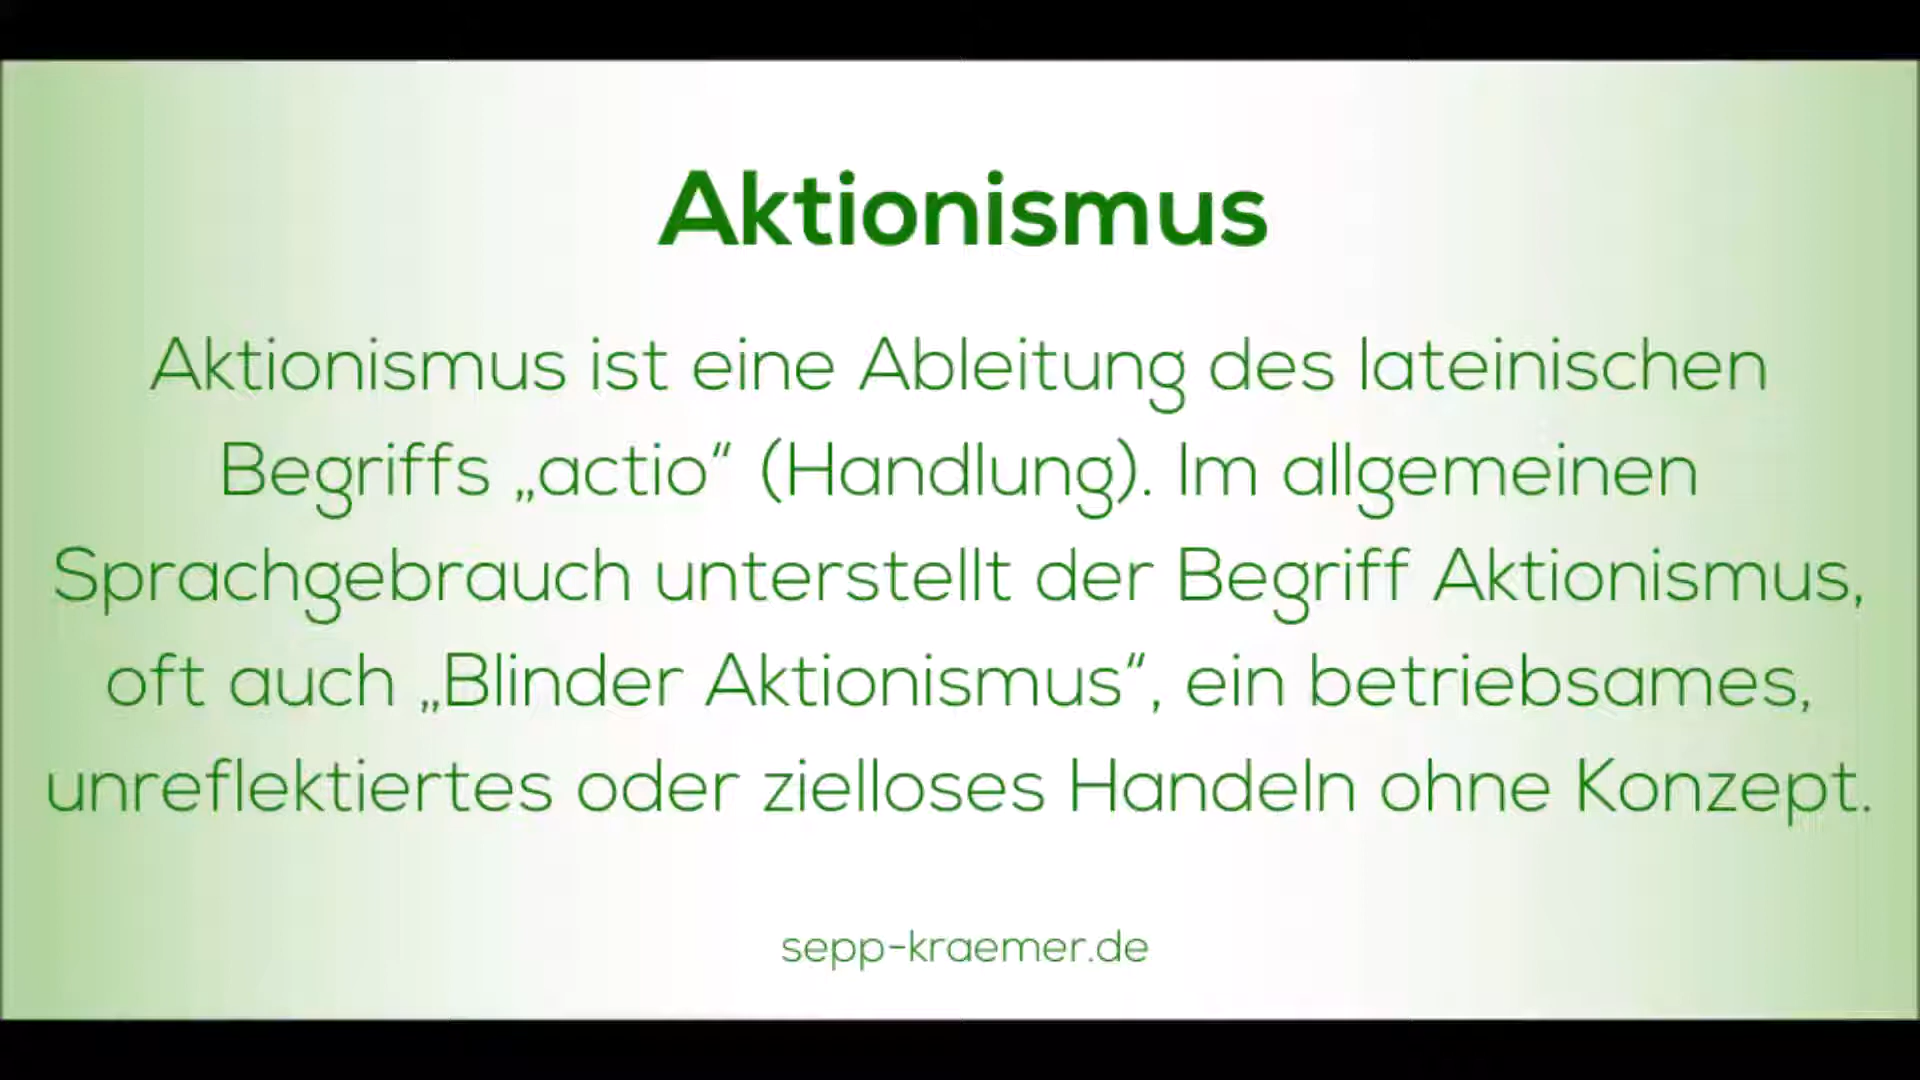 Aktionismus
Aktionismus ist eine Ableitung des lateinischen
Begriffs „actio“ (Handlung). Im allgemeinen
Sprachgebrauch unterstellt der Begriff Aktionismus,
oft auch „Blinder Aktionismus“, ein betriebsames,
unreflektiertes oder zielloses Handeln ohne Konzept.
sepp-kraemer.de